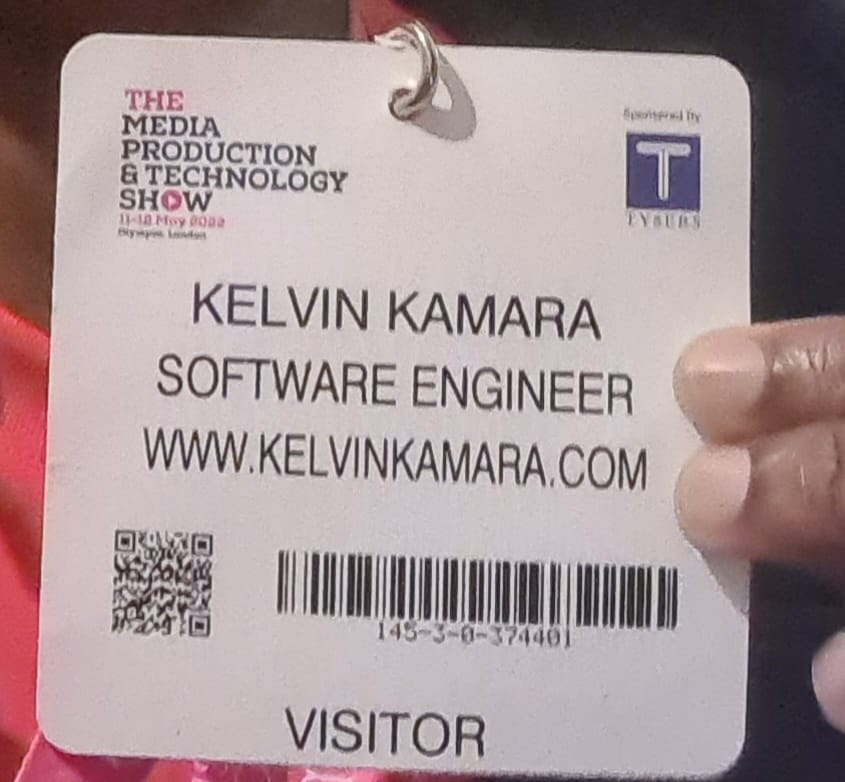 THE
MEDIA
PRODUCTION
& TECHNOLOGY
SHOW
11-12 May 2022
Olympia, London
Sponsored by
T
TYSERS
KELVIN KAMARA
SOFTWARE ENGINEER
WWW.KELVINKAMARA.COM
145-3-0-374401
VISITOR